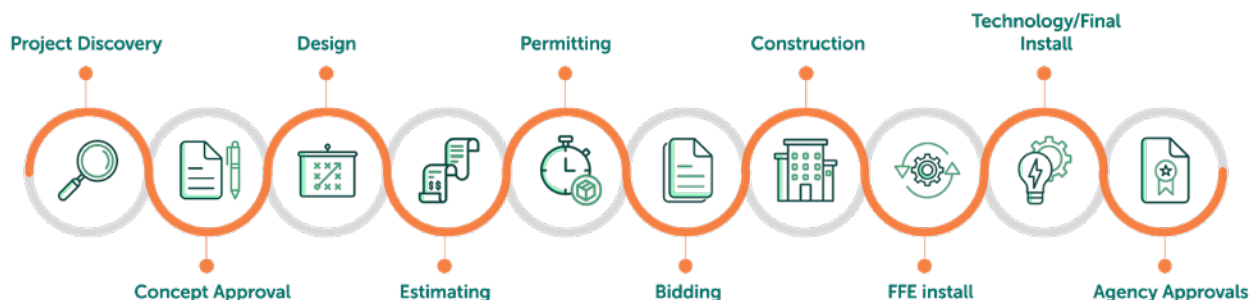 Project Discovery
Concept Approval
Design
Estimating
$$
Permitting
Bidding
Construction
FFE install
Technology/Final
Install
Agency Approvals